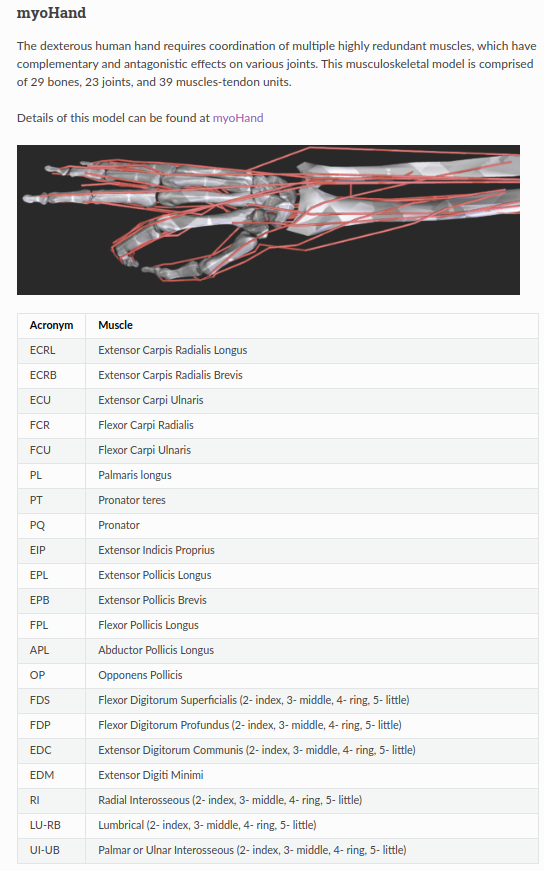 myoHand
The dexterous human hand requires coordination of multiple highly redundant muscles, which have
complementary and antagonistic effects on various joints. This musculoskeletal model is comprised
of 29 bones, 23 joints, and 39 muscles-tendon units.
Details of this model can be found at myoHand
Acronym Muscle
ECRL Extensor Carpis Radialis Longus
ECRB Extensor Carpis Radialis Brevis
ECU Extensor Carpi Ulnaris
FCR Flexor Carpi Radialis
FCU Flexor Carpi Ulnaris
PL Palmaris longus
PT Pronator teres
PQ Pronator
EIP Extensor Indicis Proprius
EPL Extensor Pollicis Longus
EPB Extensor Pollicis Brevis
FPL Flexor Pollicis Longus
APL Abductor Pollicis Longus
OP Opponens Pollicis
FDS Flexor Digitorum Superficialis (2- index, 3- middle, 4- ring, 5- little)
FDP Flexor Digitorum Profundus (2- index, 3- middle, 4- ring, 5- little)
EDC Extensor Digitorum Communis (2- index, 3- middle, 4- ring, 5- little)
EDM Extensor Digiti Minimi
RI Radial Interosseous (2- index, 3- middle, 4- ring, 5- little)
LU-RB Lumbrical (2- index, 3- middle, 4- ring, 5- little)
UI-UB Palmar or Ulnar Interosseous (2- index, 3- middle, 4- ring, 5- little)